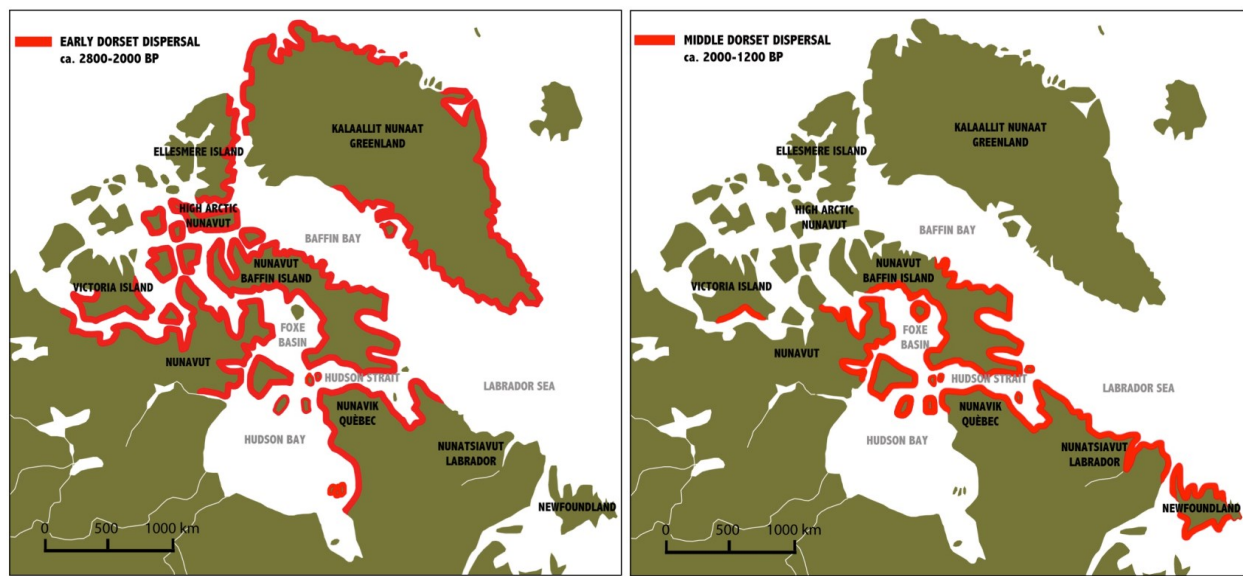 EARLY DORSET DISPERSAL
ca. 2800-2000 BP
KALAALLIT NUNAAT
GREENLAND
ELLESMERE ISLAND
HIGH ARCTIC
NUNAVUT
BAFFIN BAY
NUNAVUT
BAFFIN ISLAND
VICTORIA ISLAND
FOXE
BASIN
NUNAVUT
HUDSON STRAIT
LABRADOR SEA
NUNAVIK
QUÈBEC
HUDSON BAY
NUNATSIAVUT
LABRADOR
NEWFOUNDLAND
0 500 1000 km
MIDDLE DORSET DISPERSAL
ca. 2000-1200 BP
KALAALLIT NUNAAT
GREENLAND
ELLESMERE ISLAND
HIGH ARCTIC
NUNAVUT
BAFFIN BAY
NUNAVUT
BAFFIN ISLAND
VICTORIA ISLAND
FOXE
BASIN
NUNAVUT
HUDSON STRAIT
LABRADOR SEA
NUNAVIK
QUÈBEC
HUDSON BAY
NUNATSIAVUT
LABRADOR
NEWFOUNDLAND
0 500 1000 km